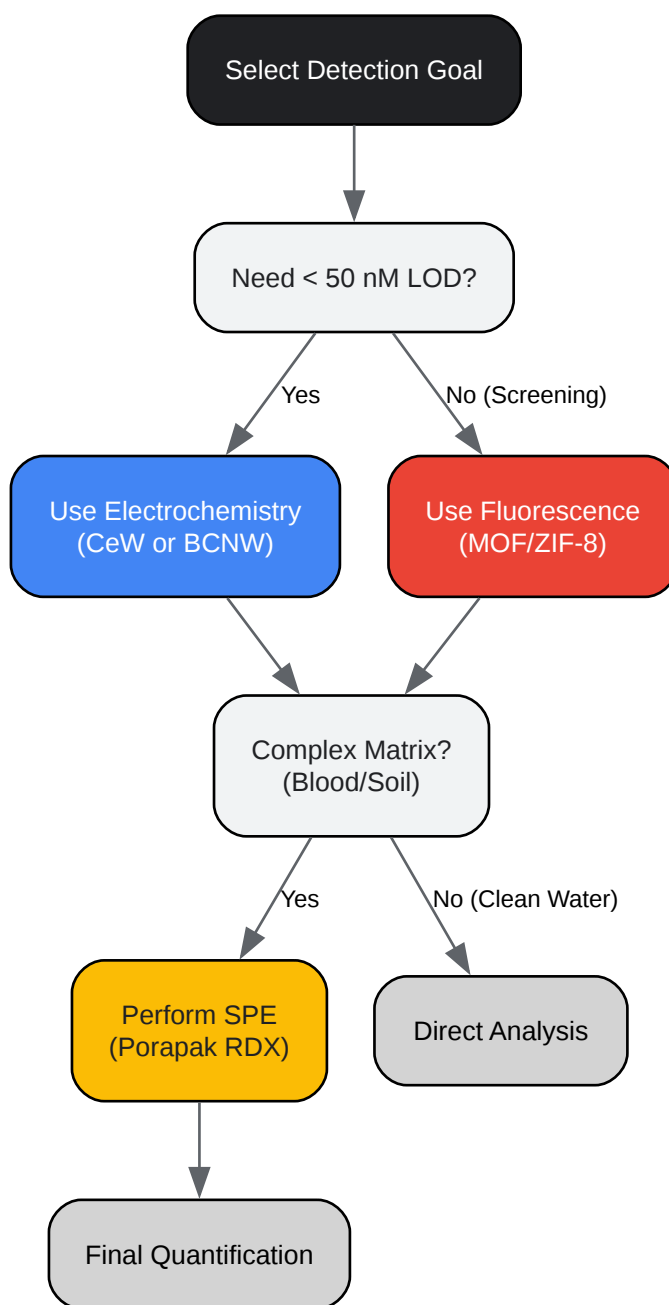 Select Detection Goal
Need < 50 nM LOD?
Yes
No (Screening)
Use Electrochemistry
(CeW or BCNW)
Use Fluorescence
(MOF/ZIF-8)
Complex Matrix?
(Blood/Soil)
Yes
No (Clean Water)
Perform SPE
(Porapak RDX)
Direct Analysis
Final Quantification